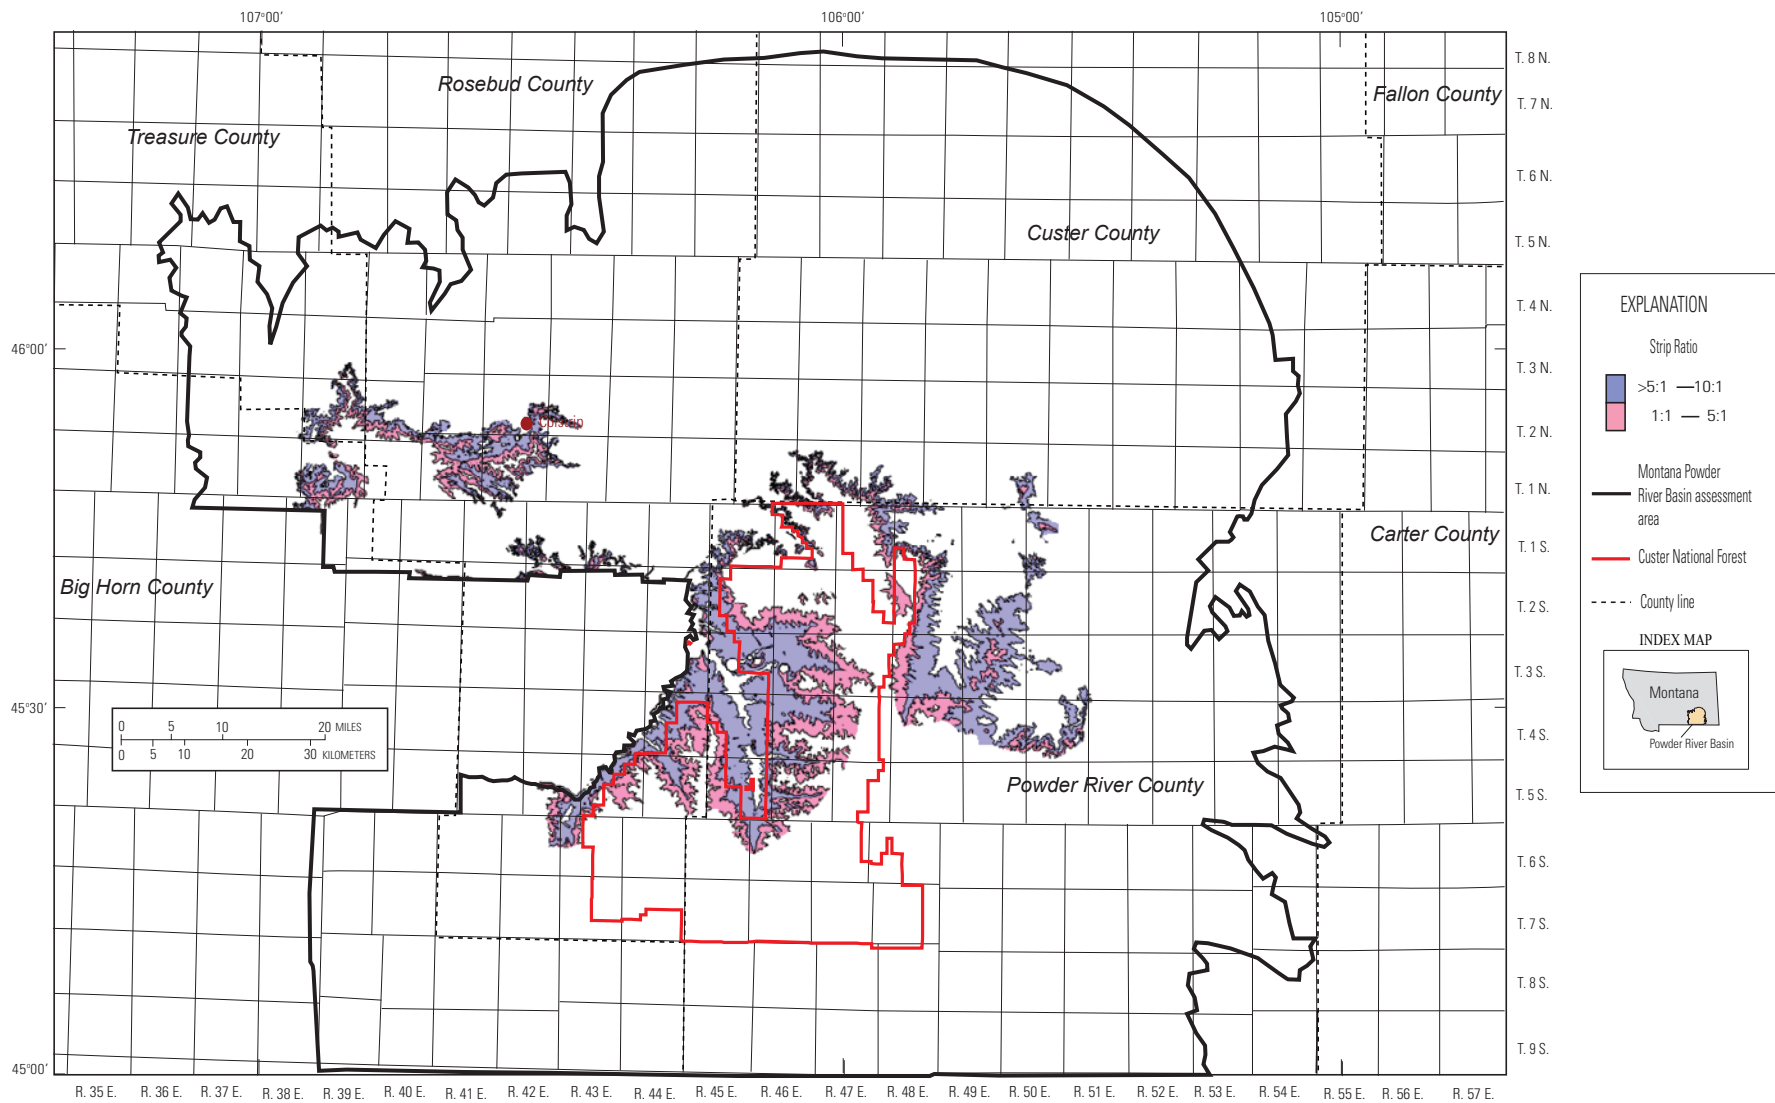 107°00' 106°00' 105°00'
T. 8 N.
Rosebud County
Fallon County
T. 7 N.
Treasure County
T. 6 N.
Custer County
T. 5 N.
T. 4 N.
46°00'
T. 3 N.
Colstrip
T. 2 N.
T. 1 N.
Carter County
T. 1 S.
Big Horn County
T. 2 S.
T. 3 S.
45°30'
0 5 10 20 MILES
0 5 10 20 30 KILOMETERS
T. 4 S.
Powder River County
T. 5 S.
T. 6 S.
T. 7 S.
T. 8 S.
T. 9 S.
45°00'
R. 35 E. R. 36 E. R. 37 E. R. 38 E. R. 39 E. R. 40 E. R. 41 E. R. 42 E. R. 43 E. R. 44 E. R. 45 E. R. 46 E. R. 47 E. R. 48 E. R. 49 E. R. 50 E. R. 51 E. R. 52 E. R. 53 E. R. 54 E. R. 55 E. R. 56 E. R. 57 E.
EXPLANATION
Strip Ratio
>5:1 —10:1
1:1 — 5:1
Montana Powder
River Basin assessment
area
Custer National Forest
County line
INDEX MAP
Montana
Powder River Basin